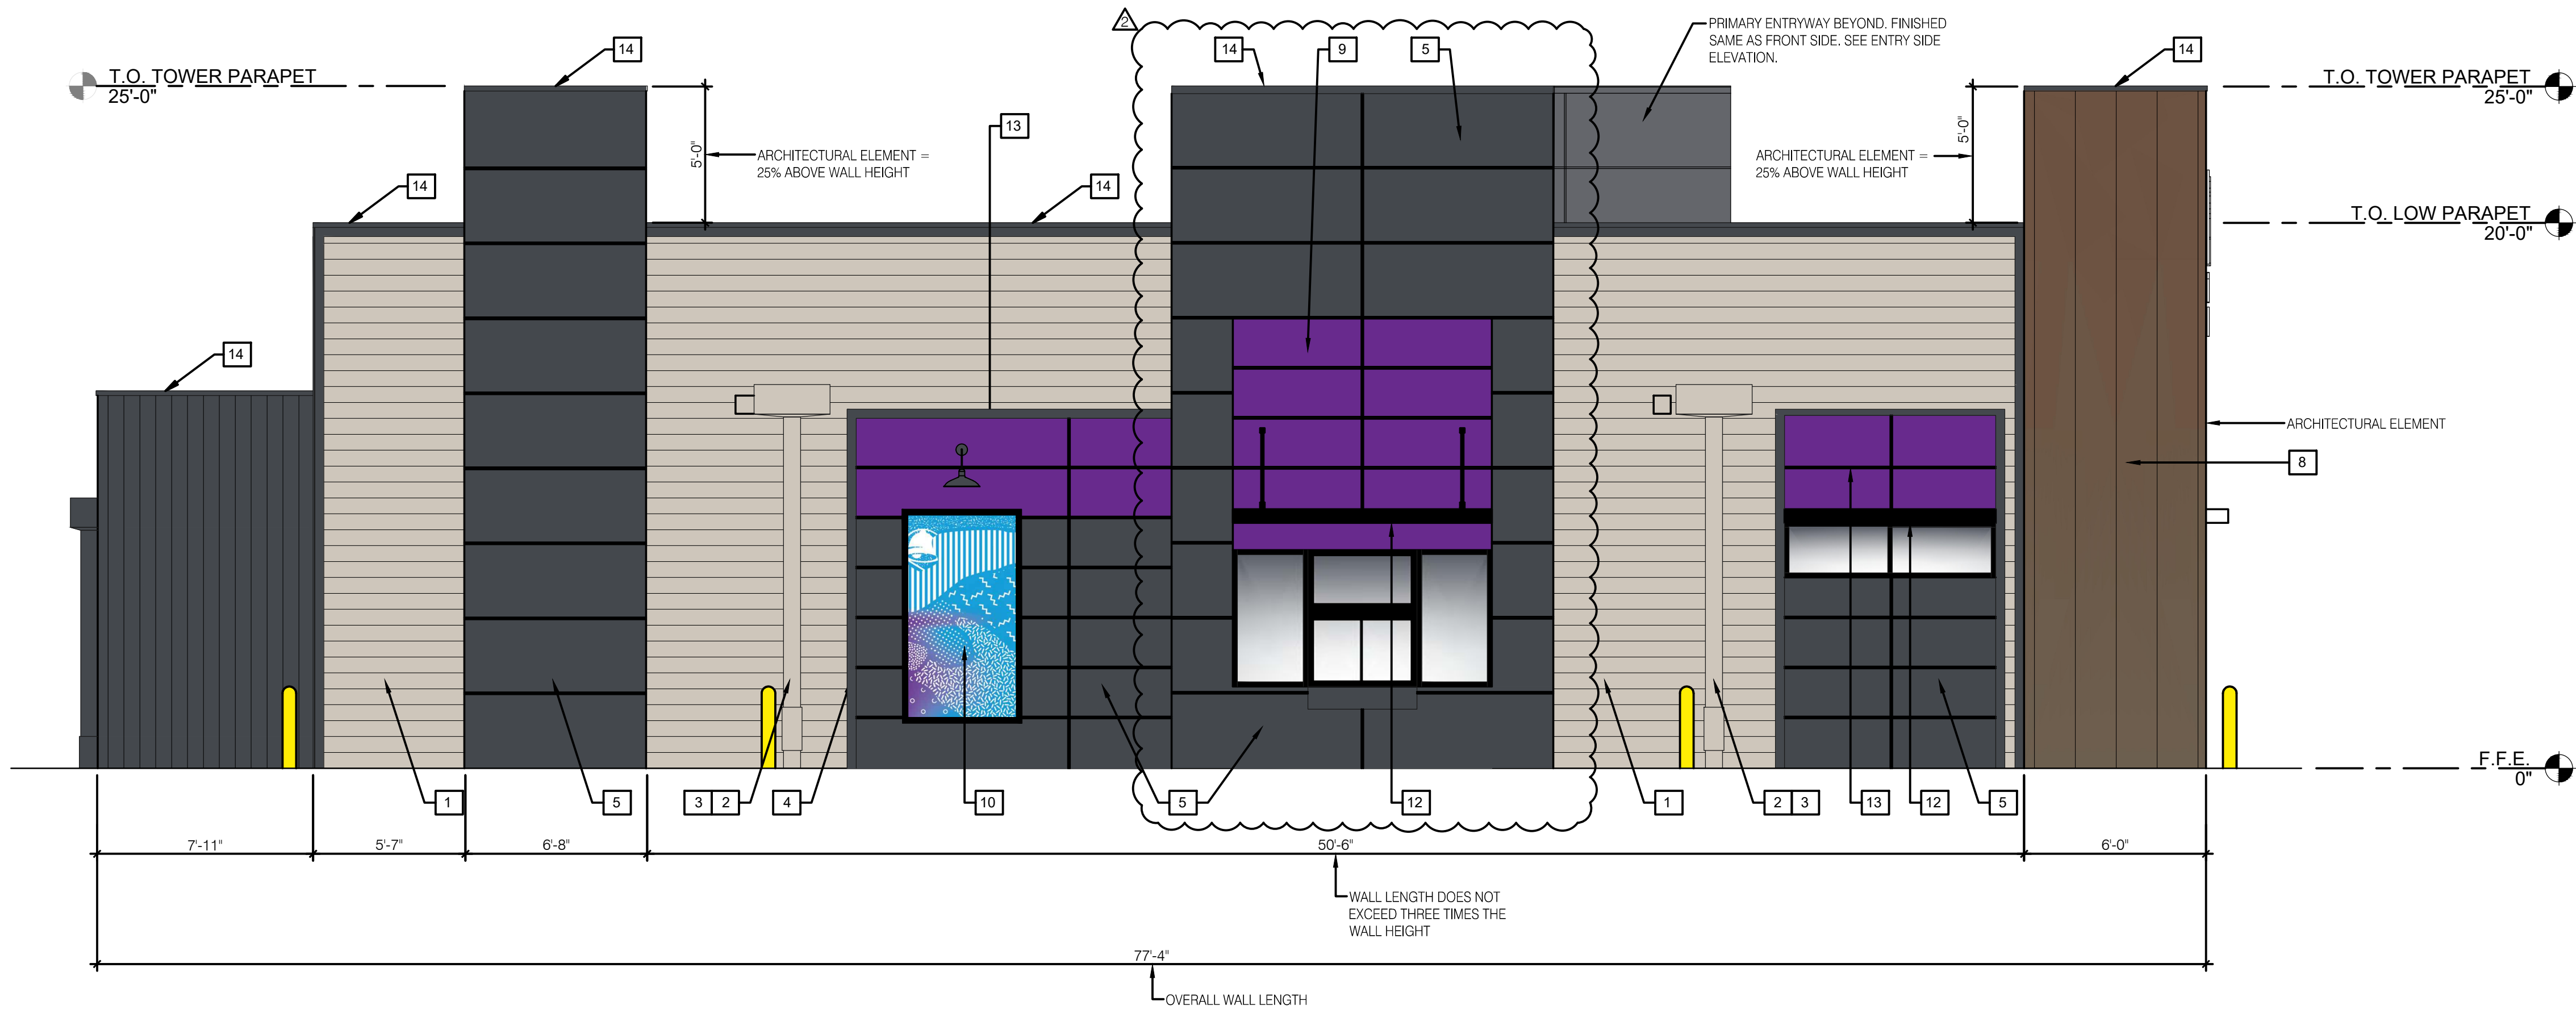 2
PRIMARY ENTRYWAY BEYOND. FINISHED
SAME AS FRONT SIDE. SEE ENTRY SIDE
ELEVATION.
14
14
9
5
14
T.O. TOWER PARAPET
25'-0"
T.O. TOWER PARAPET
25'-0"
13
5'-0"
ARCHITECTURAL ELEMENT =
25% ABOVE WALL HEIGHT
5'-0"
ARCHITECTURAL ELEMENT =
25% ABOVE WALL HEIGHT
14
14
T.O. LOW PARAPET
20'-0"
14
ARCHITECTURAL ELEMENT
8
F.F.E.
0"
1
5
3
2
4
10
5
12
1
2
3
13
12
5
7'-11"
5'-7"
6'-8"
50'-6"
6'-0"
WALL LENGTH DOES NOT
EXCEED THREE TIMES THE
WALL HEIGHT
77'-4"
OVERALL WALL LENGTH